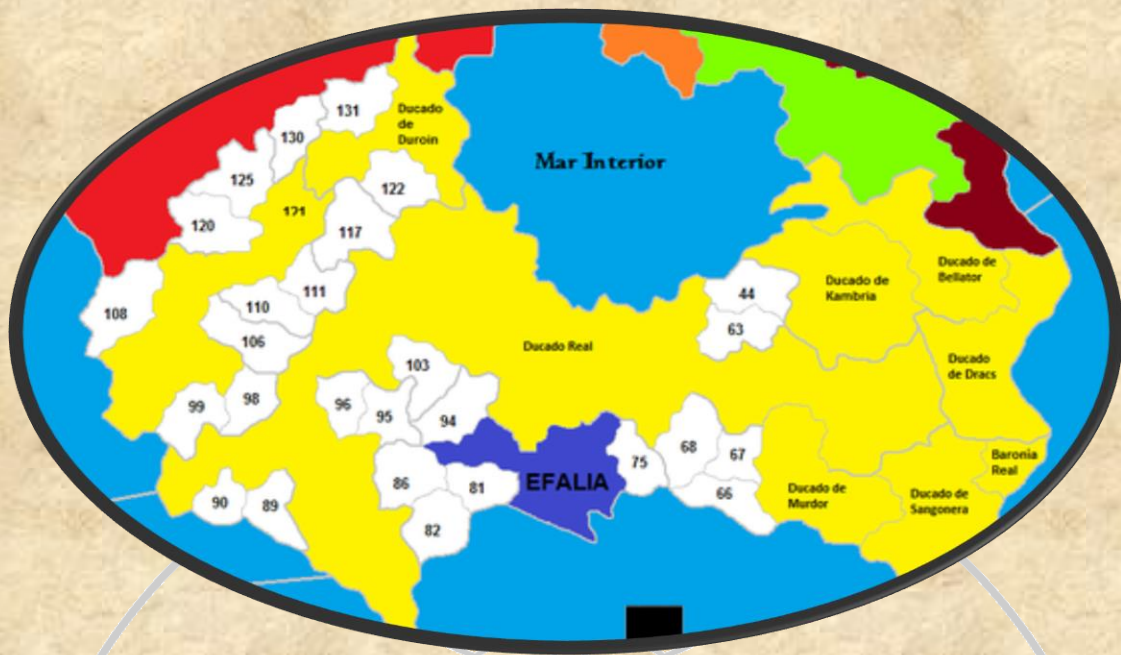 131
Ducado
de
Duroin
130
Mar Interior
125
122
121
120
117
Ducado de
Bellator
Ducado de
Kambria
111
44
110
108
63
106
Ducado Real
103
Ducado
de Dracs
99
98
96
95
94
68
67
75
Baronia
Real
86
81
EFALIA
66
Ducado de
Murdor
Ducado de
Sangonera
90
89
82